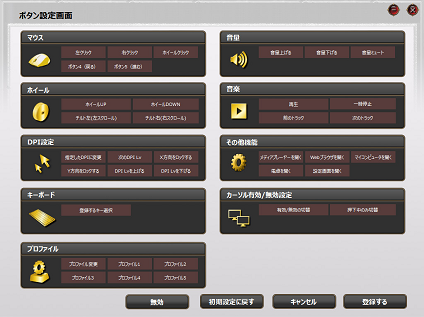 ボタン設定画面
マウス
左クリック 右クリック ホイールクリック
ボタン4（戻る） ボタン5（進む）
音量
音量上げる 音量下げる 音量ミュート
ホイール
ホイールUP ホイールDOWN
チルト左(左スクロール) チルト右(右スクロール)
音楽
再生 一時停止
前のトラック 次のトラック
DPI設定
指定したDPIに変更 次のDPI Lv X方向をロックする
Y方向をロックする DPI Lvを上げる DPI Lvを下げる
その他機能
メディアプレーヤーを開く Webブラウザを開く マイコンピュータを開く
電卓を開く 設定画面を開く
キーボード
登録するキー選択
カーソル有効/無効設定
有効/無効の切替 押下中のみ切替
プロファイル
プロファイル変更 プロファイル1 プロファイル2
プロファイル3 プロファイル4 プロファイル5
無効 初期設定に戻す キャンセル 登録する